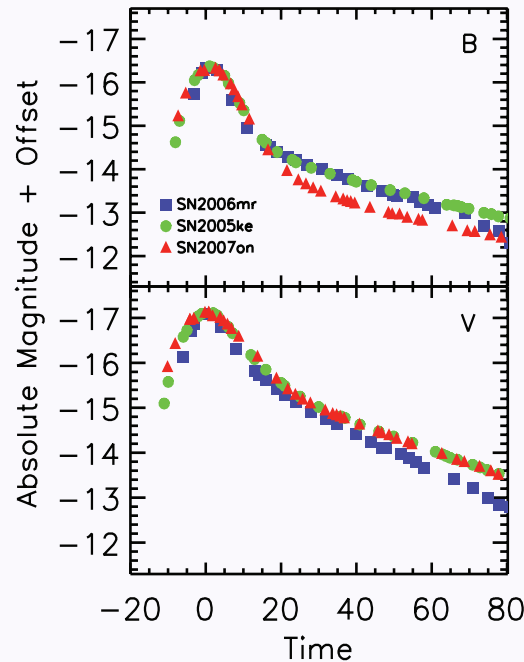 B
−17
−16
−15
−14
−13
−12
SN2006mr
SN2005ke
SN2007on
V
−17
−16
−15
−14
−13
−12
Absolute Magnitude + Offset
−20 0 20 40 60 80
Time